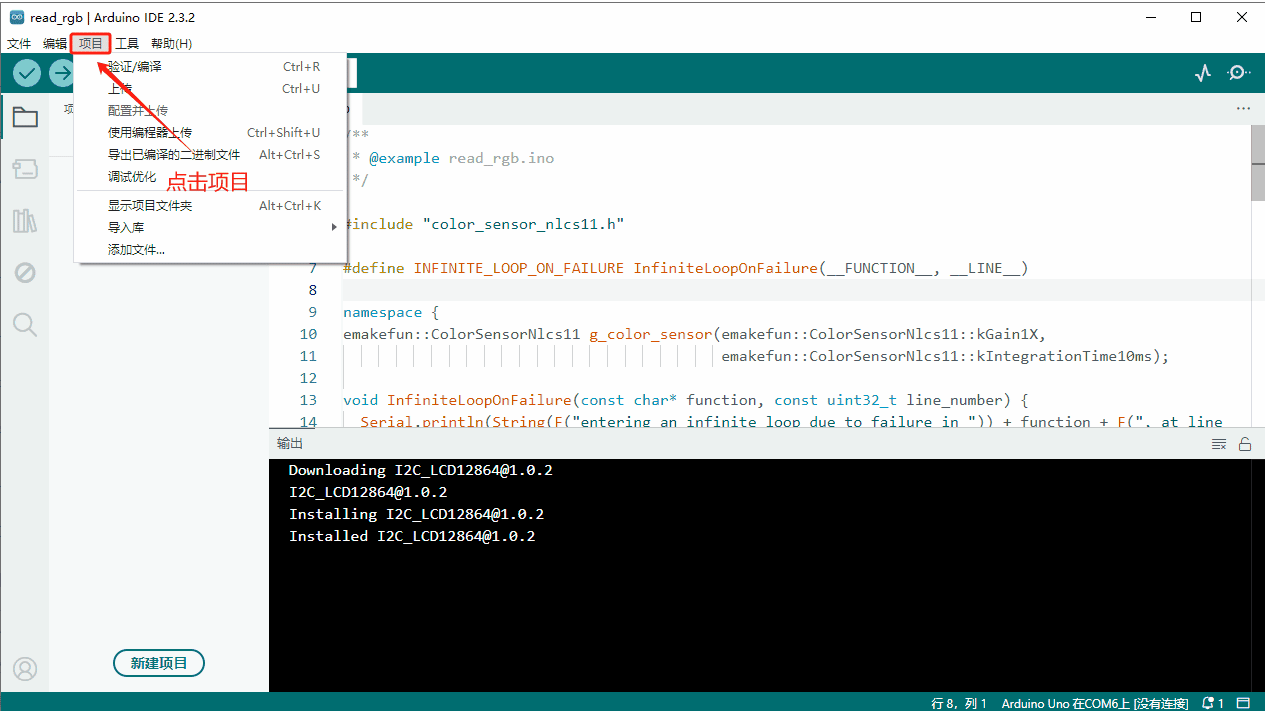 read_rgb | Arduino IDE 2.3.2
文件 编辑 项目 工具 帮助(H)
验证/编译 Ctrl+R
上传 Ctrl+U
配置并上传
使用编程器上传 Ctrl+Shift+U
导出已编译的二进制文件 Alt+Ctrl+S
调试优化
点击项目
显示项目文件夹 Alt+Ctrl+K
导入库
添加文件...
/**
* @example read_rgb.ino
*/
#include "color_sensor_nlcs11.h"
7 #define INFINITE_LOOP_ON_FAILURE InfiniteLoopOnFailure(__FUNCTION__, __LINE__)
8
9 namespace {
10 emakefun::ColorSensorNlcs11 g_color_sensor(emakefun::ColorSensorNlcs11::kGain1X,
11 emakefun::ColorSensorNlcs11::kIntegrationTime10ms);
12
13 void InfiniteLoopOnFailure(const char* function, const uint32_t line_number) {
14 Serial.println(String(F("entering an infinite loop due to failure in ")) + function + F(", at line
输出
Downloading I2C_LCD12864@1.0.2
I2C_LCD12864@1.0.2
Installing I2C_LCD12864@1.0.2
Installed I2C_LCD12864@1.0.2
新建项目
行 8，列 1 Arduino Uno 在COM6上 [没有连接] 1